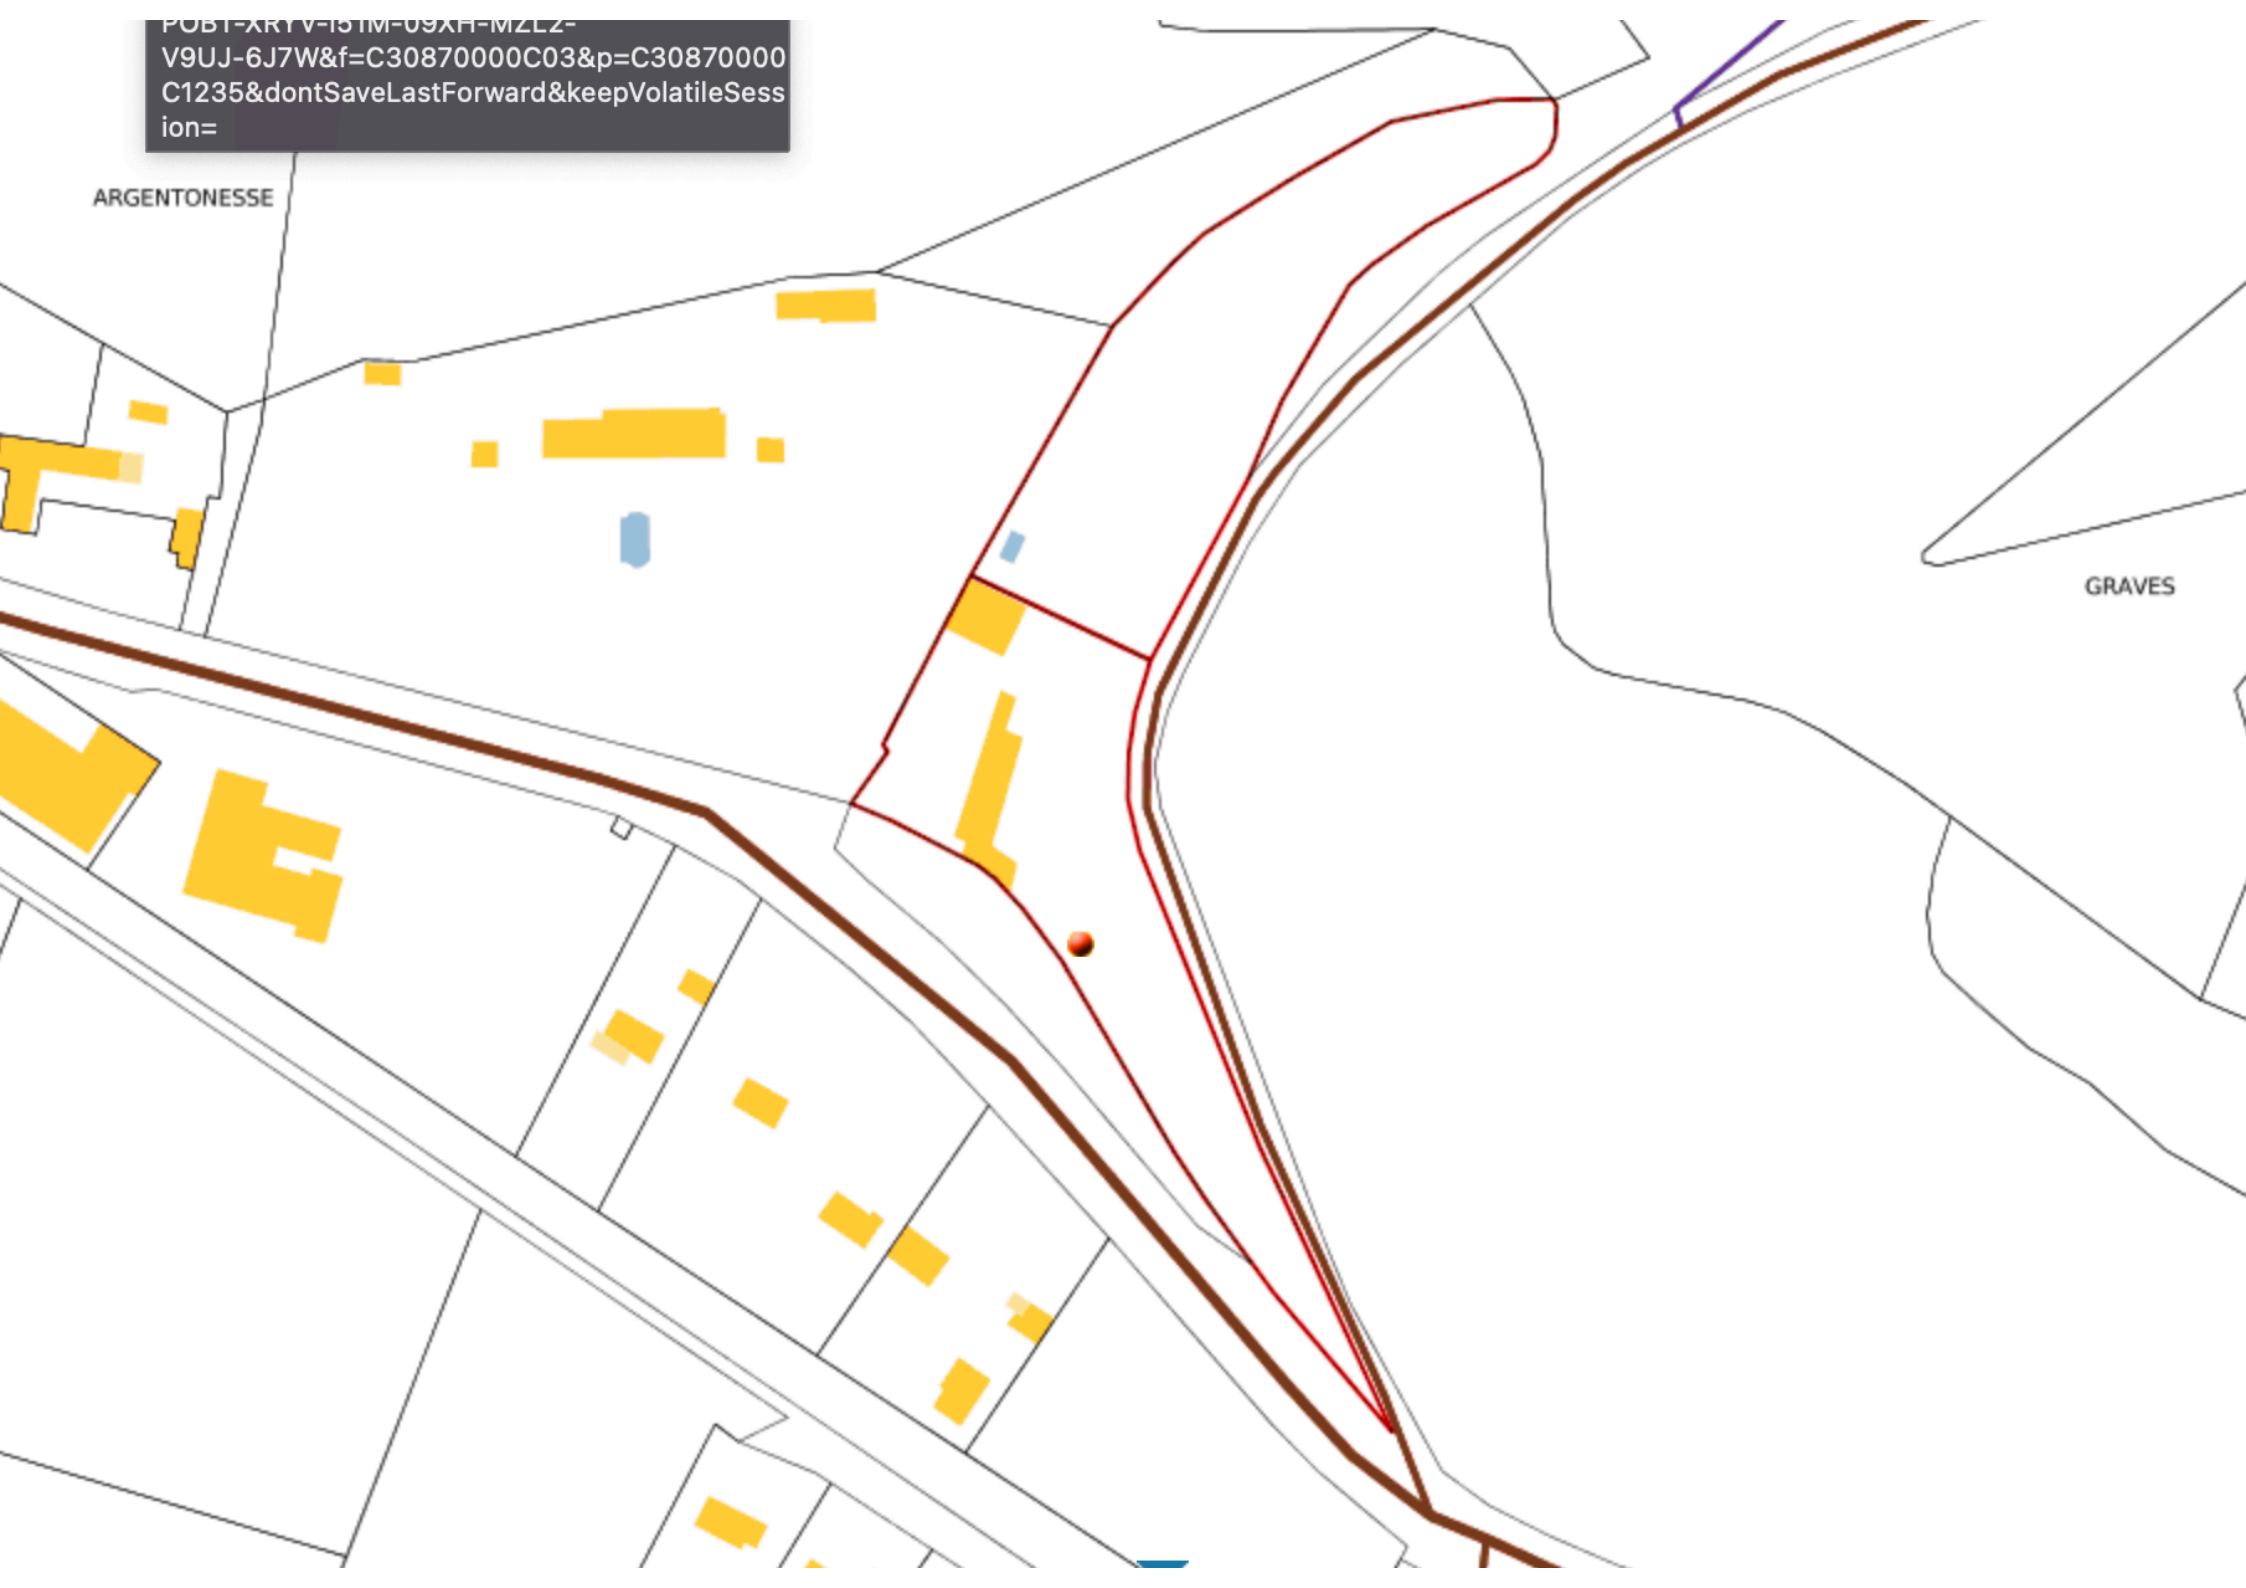 V9UJ-6J7W&f=C30870000C03&p=C30870000
C1235&dontSaveLastForward&keepVolatileSess
ion=
ARGENTONESSE
GRAVES